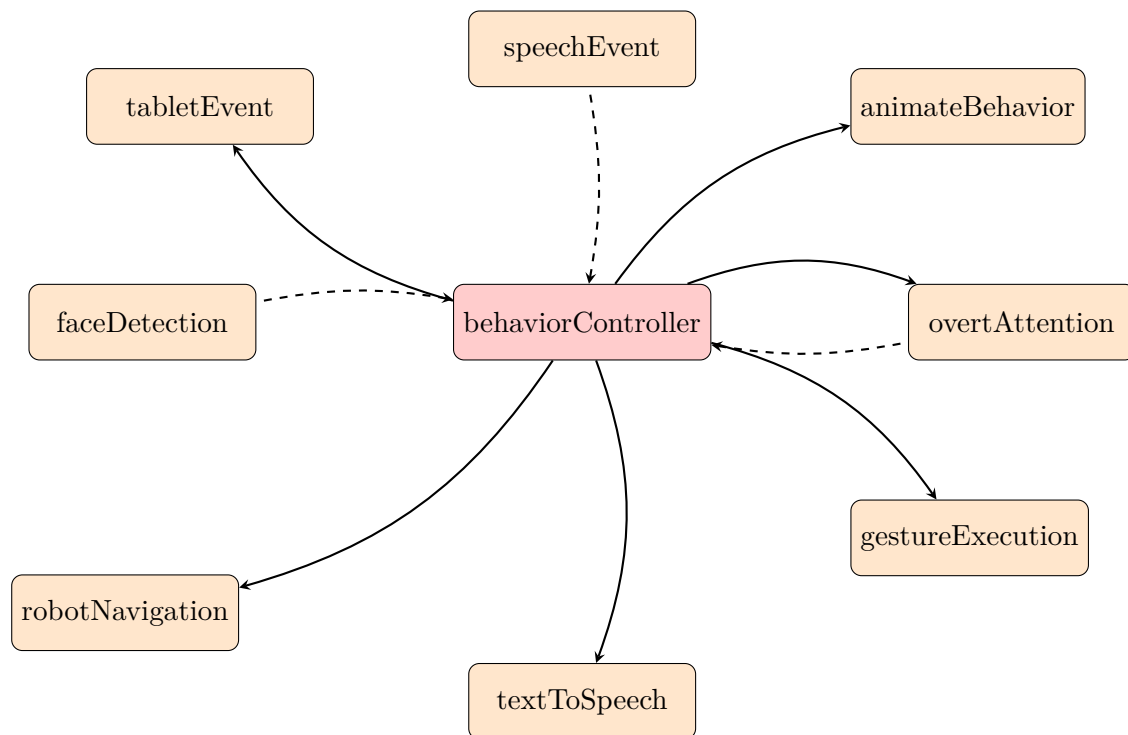 speechEvent
tabletEvent
animateBehavior
faceDetection
behaviorController
overtAttention
gestureExecution
robotNavigation
textToSpeech